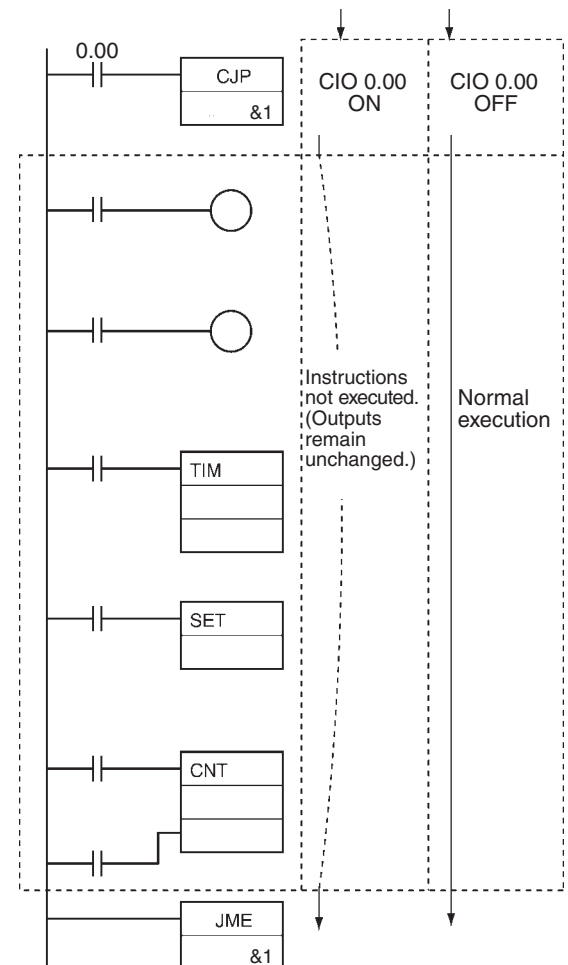 0.00
CJP
&1
CIO 0.00
ON
CIO 0.00
OFF
Instructions
not executed.
(Outputs
remain
unchanged.)
Normal
execution
TIM
SET
CNT
JME
&1